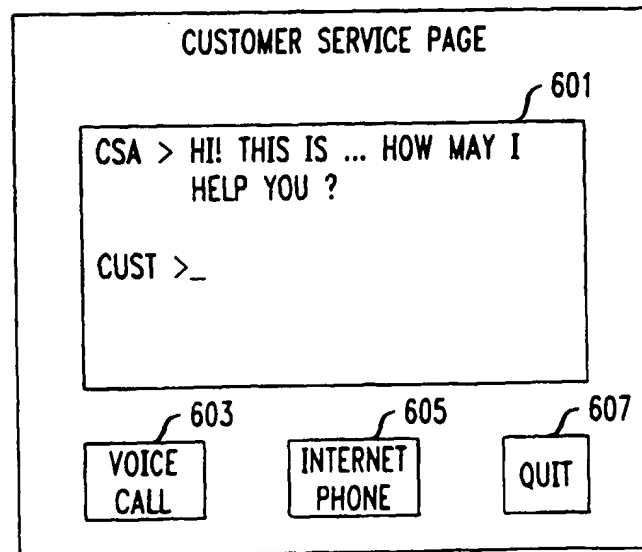 CUSTOMER SERVICE PAGE
601
CSA > HI! THIS IS ... HOW MAY I
HELP YOU ?
CUST >_
603
605
607
VOICE
CALL
INTERNET
PHONE
QUIT